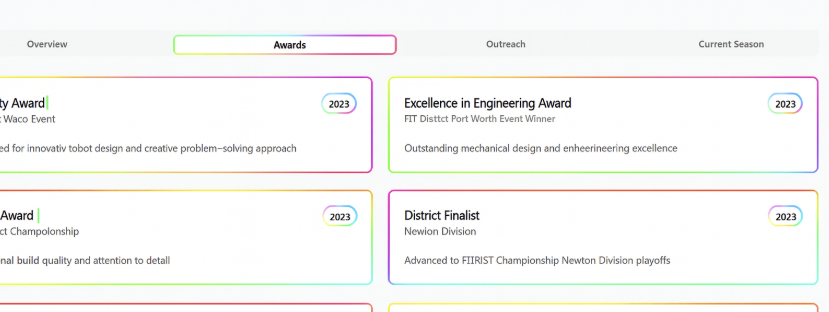 Overview
Awards
Outreach
Current Season
ty Award
2023
t Waco Event
ed for innovativ tobot design and creative problem-solving approach
Excellence in Engineering Award
2023
FIT Disttct Port Worth Event Winner
Outstanding mechanical design and enheerineering excellence
Award
2023
ct Champolonship
nal build quality and attention to detail
District Finalist
2023
Newion Division
Advanced to FIIRIST Championship Newton Division playoffs